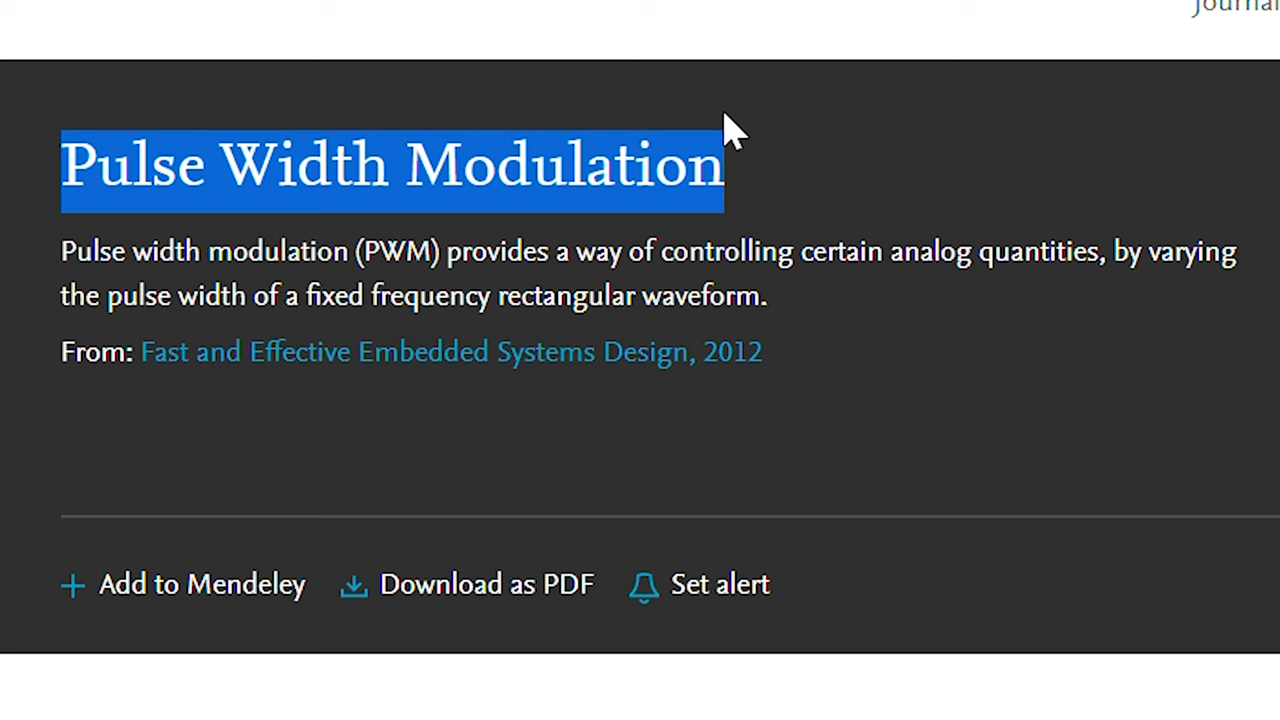 Journal
Pulse Width Modulation
Pulse width modulation (PWM) provides a way of controlling certain analog quantities, by varying
the pulse width of a fixed frequency rectangular waveform.
From: Fast and Effective Embedded Systems Design, 2012
Add to Mendeley Download as PDF Set alert